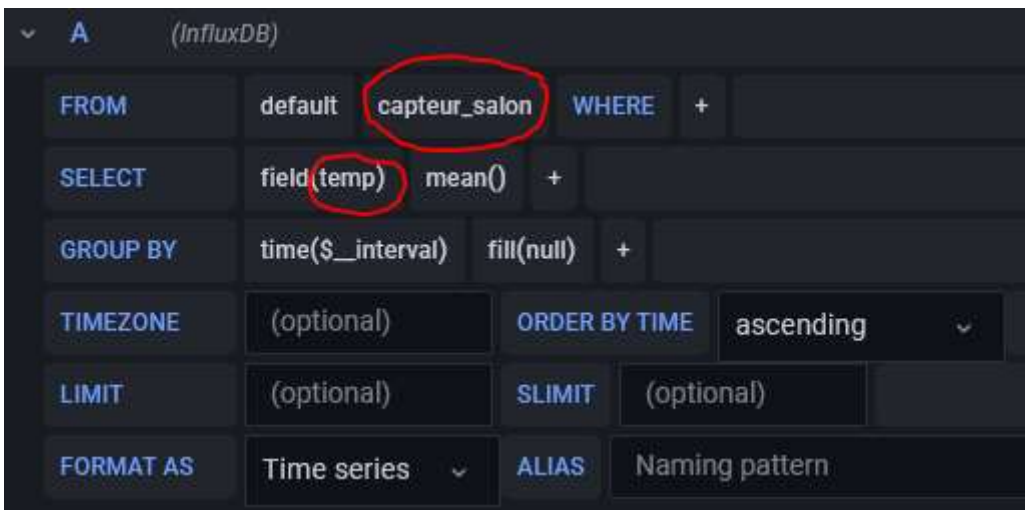 A (InfluxDB)
FROM default capteur_salon WHERE +
SELECT field(temp) mean() +
GROUP BY time($__interval) fill(null) +
TIMEZONE (optional) ORDER BY TIME ascending
LIMIT (optional) SLIMIT (optional)
FORMAT AS Time series ALIAS Naming pattern